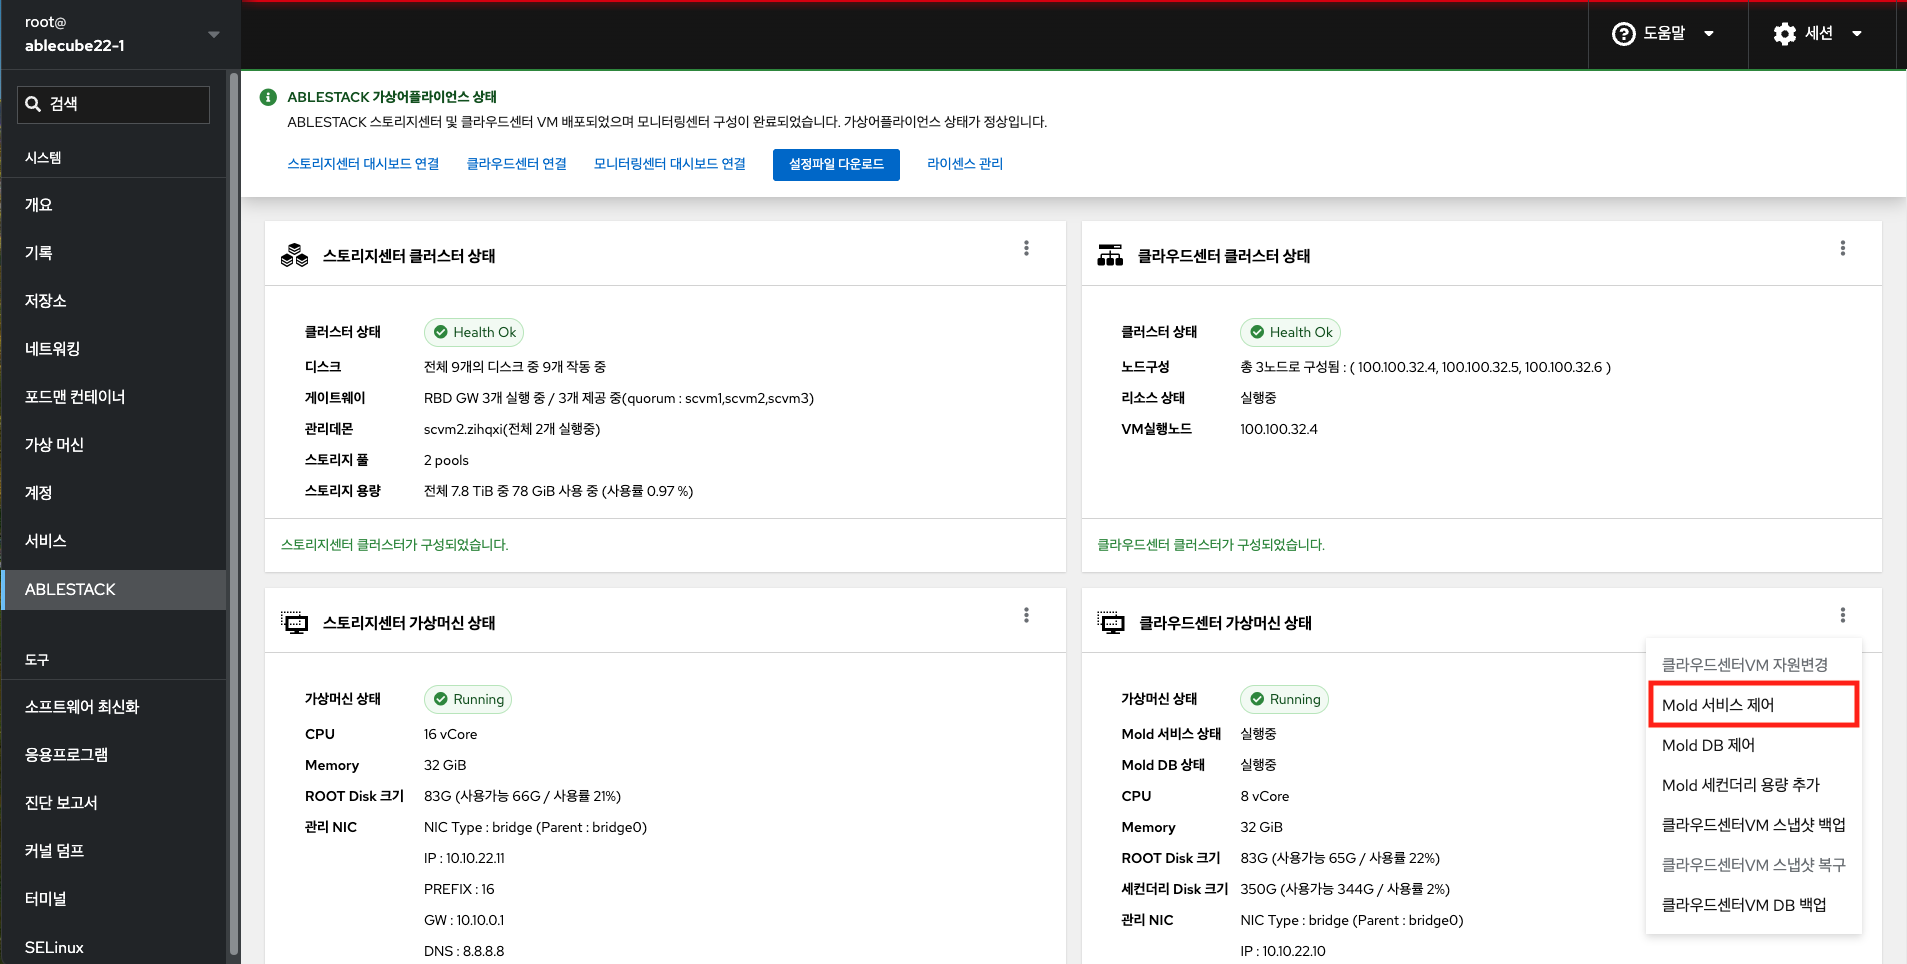 root@
ablecube22-1
도움말
세션
검색
시스템
개요
기록
저장소
네트워킹
포드맨 컨테이너
가상 머신
계정
서비스
ABLESTACK
도구
소프트웨어 최신화
응용프로그램
진단 보고서
커널 덤프
터미널
SELinux
ABLESTACK 가상어플라이언스 상태
ABLESTACK 스토리지센터 및 클라우드센터 VM 배포되었으며 모니터링센터 구성이 완료되었습니다. 가상어플라이언스 상태가 정상입니다.
스토리지센터 대시보드 연결 클라우드센터 연결 모니터링센터 대시보드 연결 설정파일 다운로드 라이센스 관리
스토리지센터 클러스터 상태
클러스터 상태 Health Ok
디스크 전체 9개의 디스크 중 9개 작동 중
게이트웨이 RBD GW 3개 실행 중 / 3개 제공 중(quorum : scvm1,scvm2,scvm3)
관리데몬 scvm2.zihqxi(전체 2개 실행중)
스토리지 풀 2 pools
스토리지 용량 전체 7.8 TiB 중 78 GiB 사용 중 (사용률 0.97 %)
스토리지센터 클러스터가 구성되었습니다.
클라우드센터 클러스터 상태
클러스터 상태 Health Ok
노드구성 총 3노드로 구성됨 : ( 100.100.32.4, 100.100.32.5, 100.100.32.6 )
리소스 상태 실행중
VM실행노드 100.100.32.4
클라우드센터 클러스터가 구성되었습니다.
스토리지센터 가상머신 상태
가상머신 상태 Running
CPU 16 vCore
Memory 32 GiB
ROOT Disk 크기 83G (사용가능 66G / 사용률 21%)
관리 NIC NIC Type : bridge (Parent : bridge0)
IP : 10.10.22.11
PREFIX : 16
GW : 10.10.0.1
DNS : 8.8.8.8
클라우드센터 가상머신 상태
가상머신 상태 Running
Mold 서비스 상태 실행중
Mold DB 상태 실행중
CPU 8 vCore
Memory 32 GiB
ROOT Disk 크기 83G (사용가능 65G / 사용률 22%)
세컨더리 Disk 크기 350G (사용가능 344G / 사용률 2%)
관리 NIC NIC Type : bridge (Parent : bridge0)
IP : 10.10.22.10
클라우드센터VM 자원변경
Mold 서비스 제어
Mold DB 제어
Mold 세컨더리 용량 추가
클라우드센터VM 스냅샷 백업
클라우드센터VM 스냅샷 복구
클라우드센터VM DB 백업